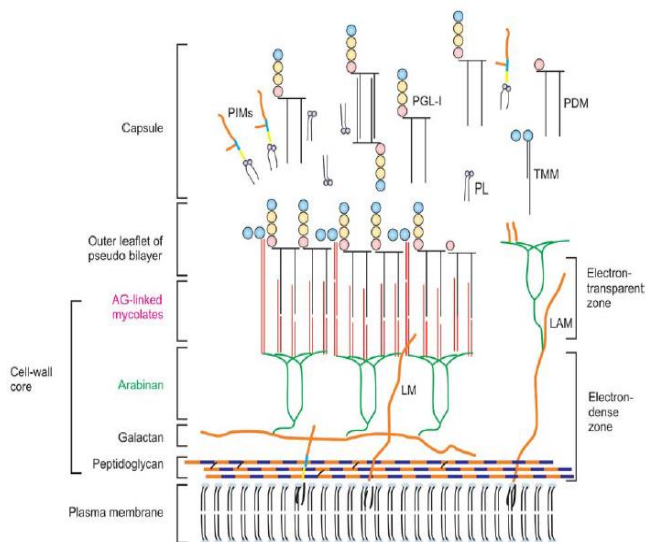 PIMs
PGL-I
PDM
Capsule
PL
TMM
Outer leaflet of
pseudo bilayer
Electron-
transparent
zone
AG-linked
mycolates
LAM
Cell-wall
core
Arabinan
LM
Electron-
dense
zone
Galactan
Peptidoglycan
Plasma membrane